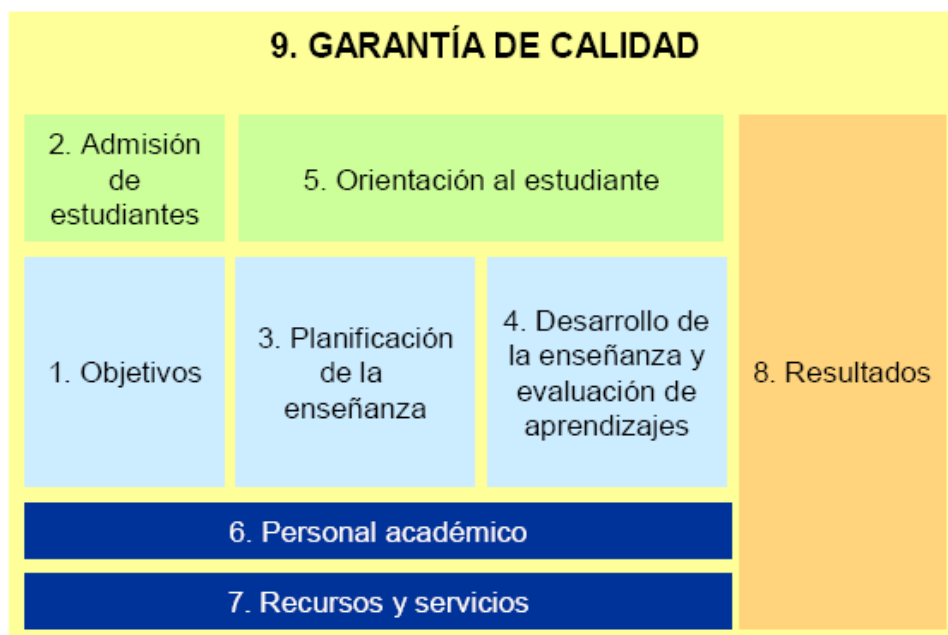 9. GARANTÍA DE CALIDAD
2. Admisión
de
estudiantes
5. Orientación al estudiante
1. Objetivos
3. Planificación
de la
enseñanza
4. Desarrollo de
la enseñanza y
evaluación de
aprendizajes
8. Resultados
6. Personal académico
7. Recursos y servicios